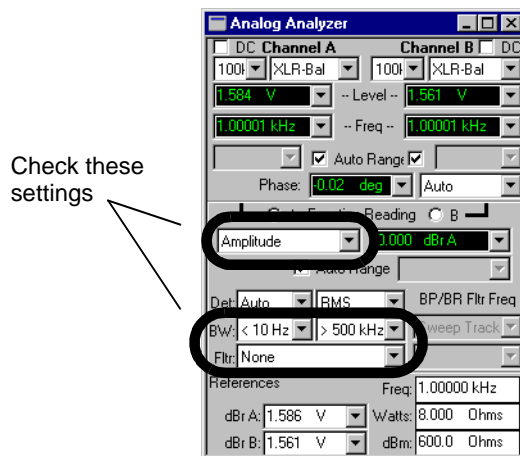 Analog Analyzer
DC Channel A Channel B DC
XLR-Bal XLR-Bal
1.584 V -- Level -- 1.561 V
1.00001 kHz -- Freq -- 1.00001 kHz
Auto Range
Phase: -0.02 deg Auto
Check these
settings
Function Reading B
Amplitude 0.000 dBr A
Auto Range
Det: Auto RMS BP/BR Fltr Freq
BW: < 10 Hz > 500 kHz Sweep Track
Fltr: None
References Freq: 1.00000 kHz
dBr A: 1.586 V Watts: 8.000 Ohms
dBr B: 1.561 V dBm: 600.0 Ohms